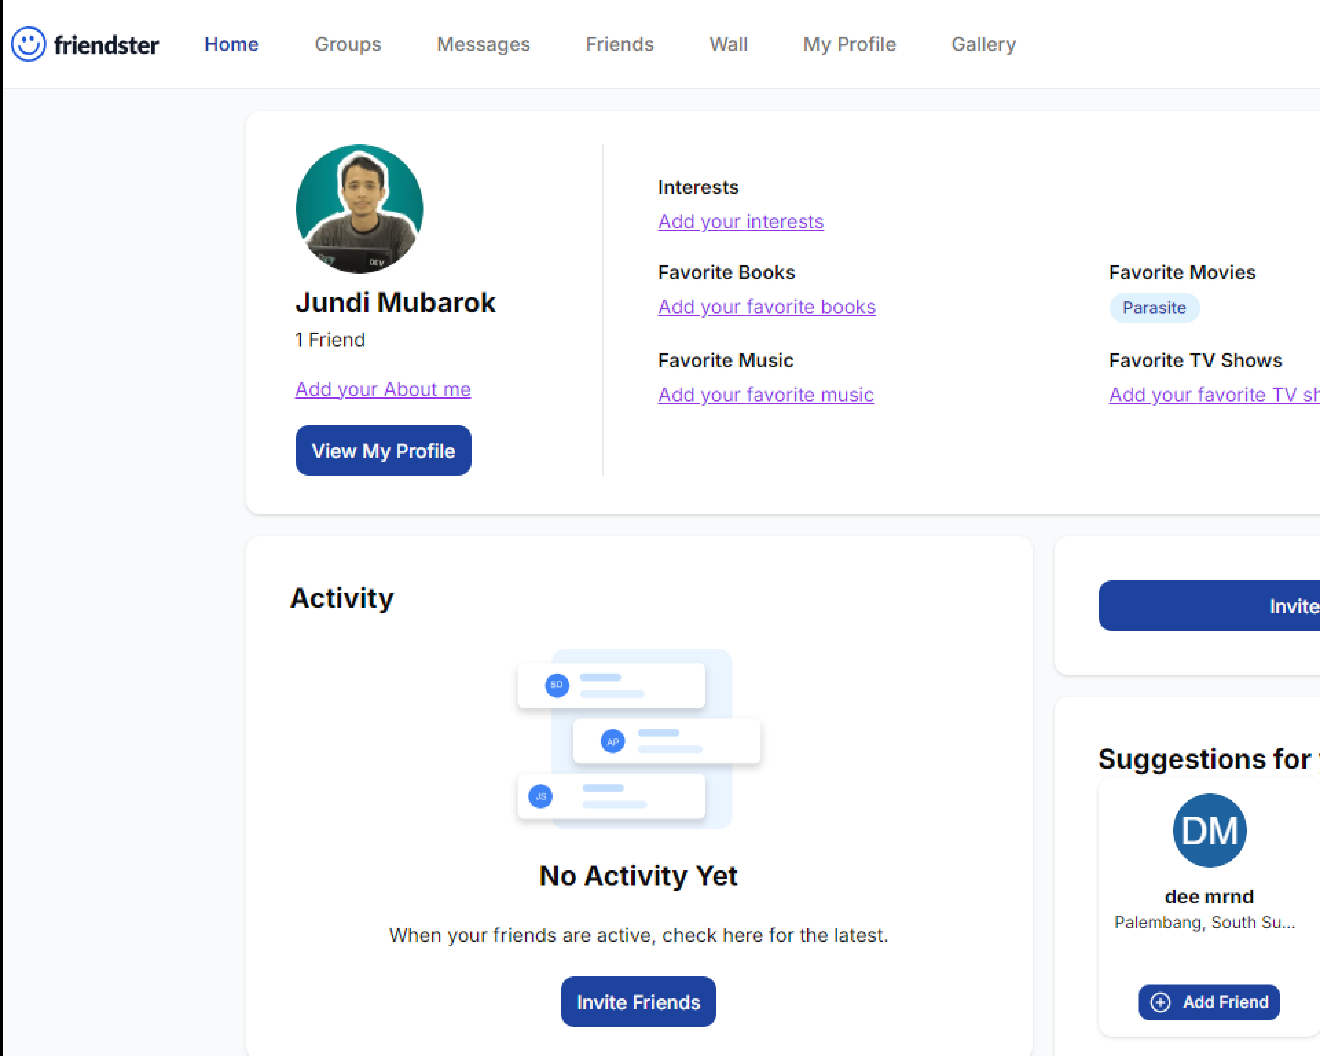 friendster
Home Groups Messages Friends Wall My Profile Gallery
Jundi Mubarok
1 Friend
Add your About me
View My Profile
Interests
Add your interests
Favorite Books
Add your favorite books
Favorite Movies
Parasite
Favorite Music
Add your favorite music
Favorite TV Shows
Add your favorite TV sh
Activity
SD
AP
JS
No Activity Yet
When your friends are active, check here for the latest.
Invite Friends
Invite
Suggestions for
DM
dee mrnd
Palembang, South Su...
Add Friend